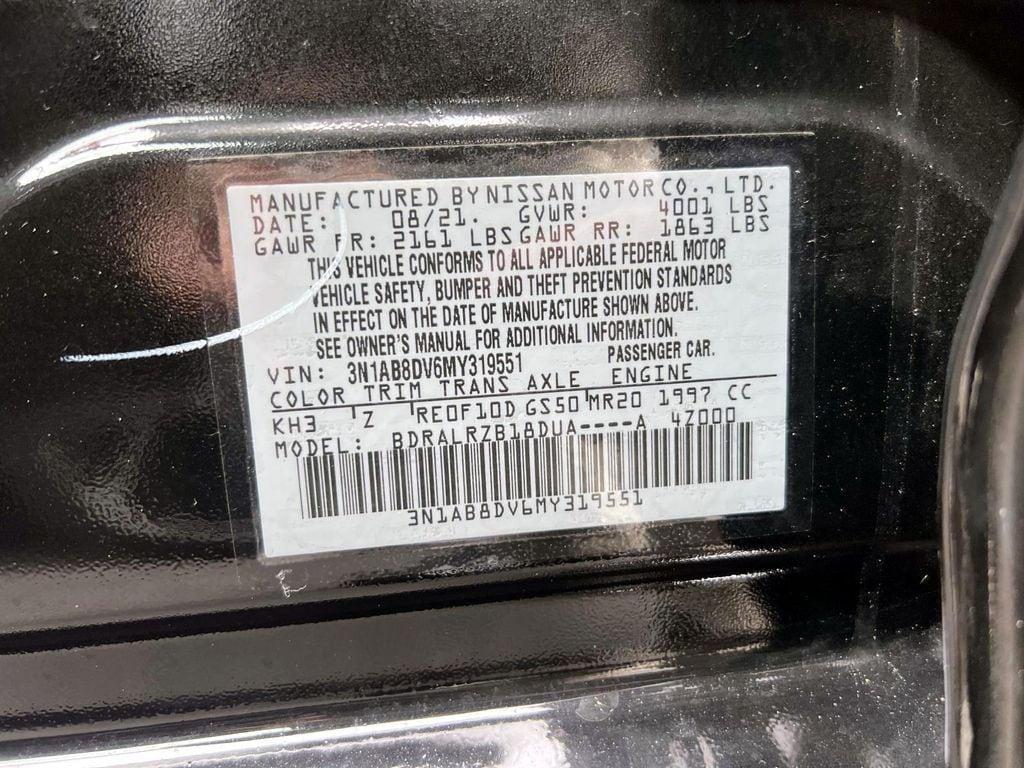 MANUFACTURED BY NISSAN MOTOR CO., LTD.
DATE: 08/21. GVWR: 4001 LBS
GAWR FR: 2161 LBS GAWR RR: 1863 LBS
THIS VEHICLE CONFORMS TO ALL APPLICABLE FEDERAL MOTOR
VEHICLE SAFETY, BUMPER AND THEFT PREVENTION STANDARDS
IN EFFECT ON THE DATE OF MANUFACTURE SHOWN ABOVE.
SEE OWNER'S MANUAL FOR ADDITIONAL INFORMATION.
VIN: 3N1AB8DV6MY319551 PASSENGER CAR.
COLOR TRIM TRANS AXLE ENGINE
KH3 Z RE0F10D GS50 MR20 1997 CC
MODEL: BDRALRZB18DUA----A 4Z000
3N1AB8DV6MY319551